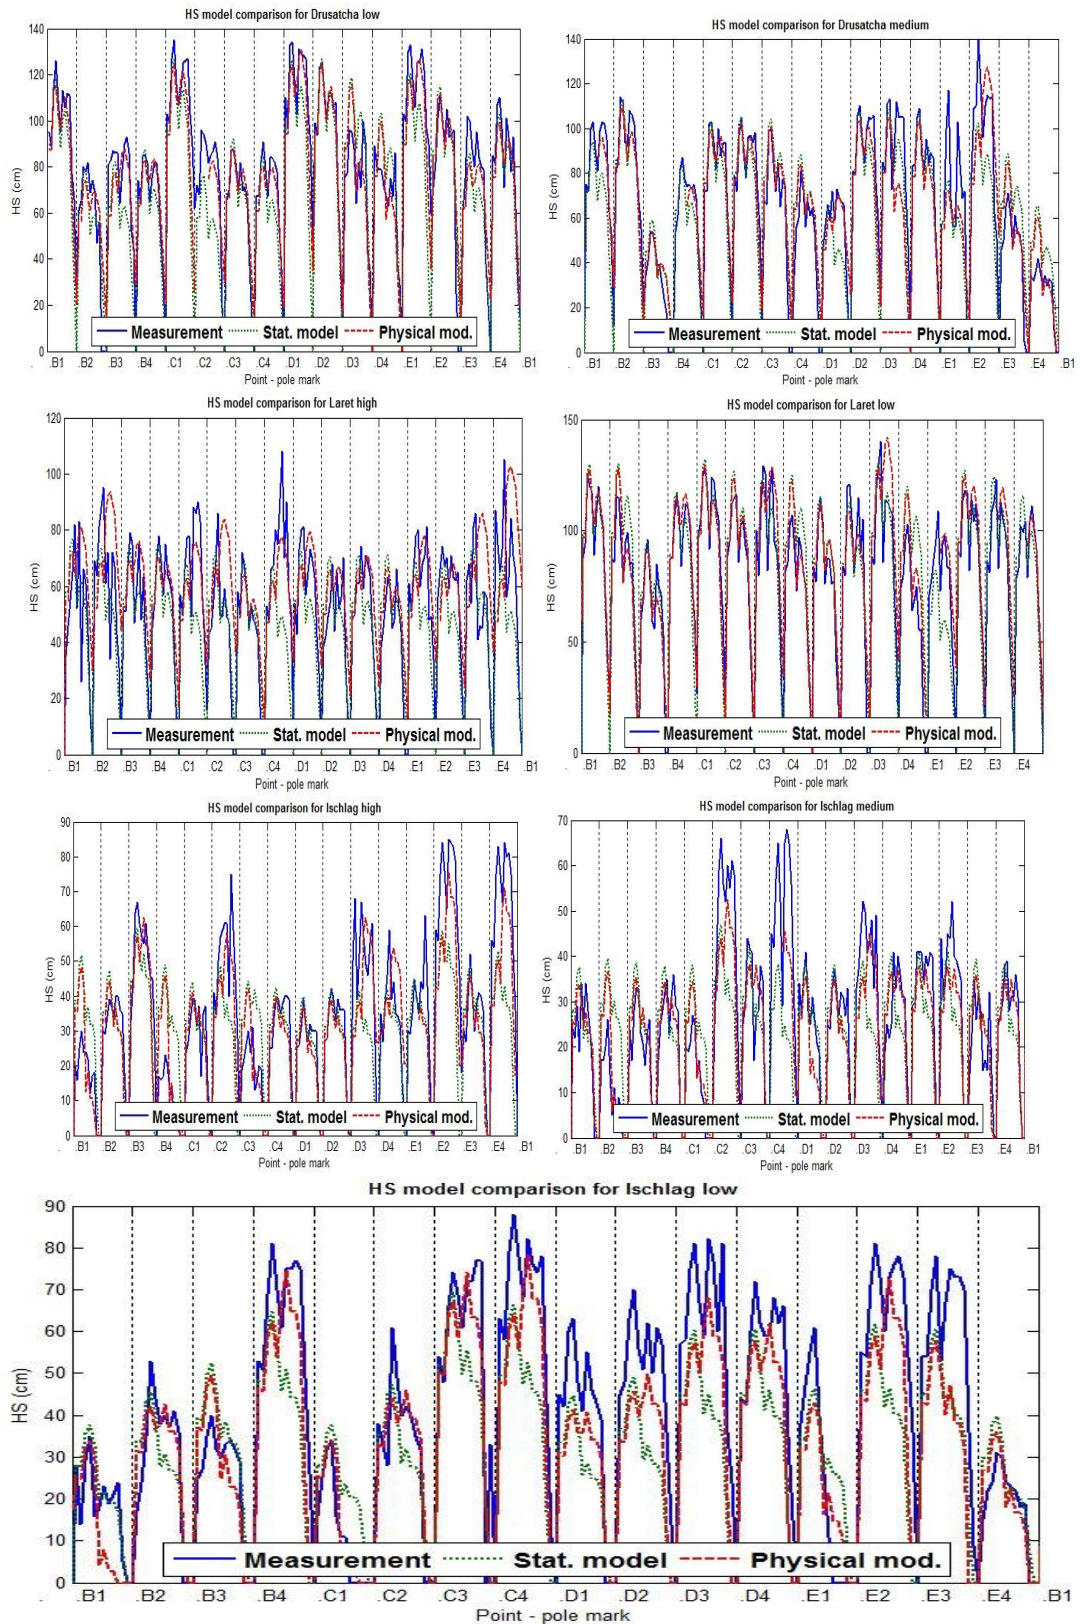 HS model comparison for Drusatcha low
140
120
100
80
60
40
20
0
HS (cm)
Measurement Stat. model Physical mod.
.B1 .B2 .B3 .B4 .C1 .C2 .C3 .C4 .D1 .D2 .D3 .D4 .E1 .E2 .E3 .E4 .B1
Point - pole mark
HS model comparison for Drusatcha medium
140
120
100
80
60
40
20
0
HS (cm)
Measurement Stat. model Physical mod.
.B1 .B2 .B3 .B4 .C1 .C2 .C3 .C4 .D1 .D2 .D3 .D4 .E1 .E2 .E3 .E4 .B1
Point - pole mark
HS model comparison for Laret high
120
100
80
60
40
20
0
HS (cm)
Measurement Stat. model Physical mod.
.B1 .B2 .B3 .B4 .C1 .C2 .C3 .C4 .D1 .D2 .D3 .D4 .E1 .E2 .E3 .E4 .B1
Point - pole mark
HS model comparison for Laret low
150
100
50
0
HS (cm)
Measurement Stat. model Physical mod.
.B1 .B2 .B3 .B4 .C1 .C2 .C3 .C4 .D1 .D2 .D3 .D4 .E1 .E2 .E3 .E4
Point - pole mark
HS model comparison for Ischlag high
90
80
70
60
50
40
30
20
10
0
HS (cm)
Measurement Stat. model Physical mod.
.B1 .B2 .B3 .B4 .C1 .C2 .C3 .C4 .D1 .D2 .D3 .D4 .E1 .E2 .E3 .E4 .B1
Point - pole mark
HS model comparison for Ischlag medium
70
60
50
40
30
20
10
0
HS (cm)
Measurement Stat. model Physical mod.
.B1 .B2 .B3 .B4 .C1 .C2 .C3 .C4 .D1 .D2 .D3 .D4 .E1 .E2 .E3 .E4 .B1
Point - pole mark
HS model comparison for Ischlag low
90
80
70
60
50
40
30
20
10
0
HS (cm)
Measurement Stat. model Physical mod.
.B1 .B2 .B3 .B4 .C1 .C2 .C3 .C4 .D1 .D2 .D3 .D4 .E1 .E2 .E3 .E4 .B1
Point - pole mark